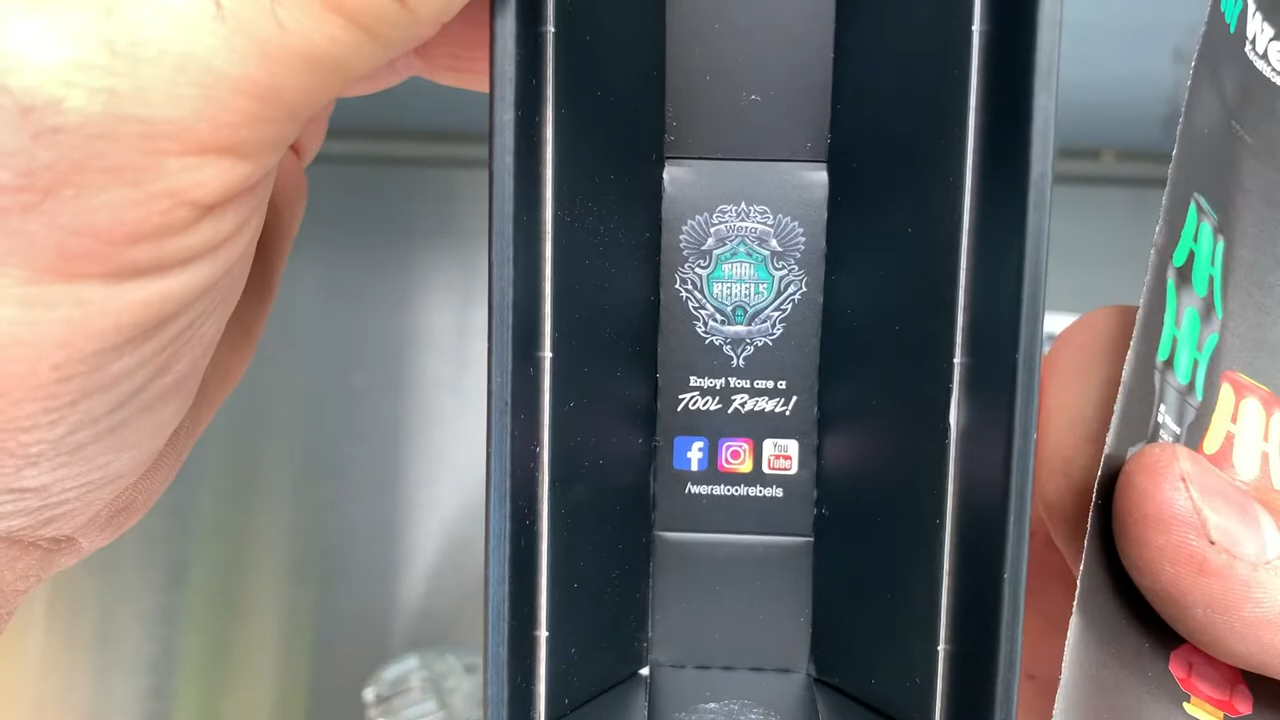 Wera
TOOL
REBELS
Enjoy! You are a
TOOL REBEL!
You
Tube
/weratoolrebels